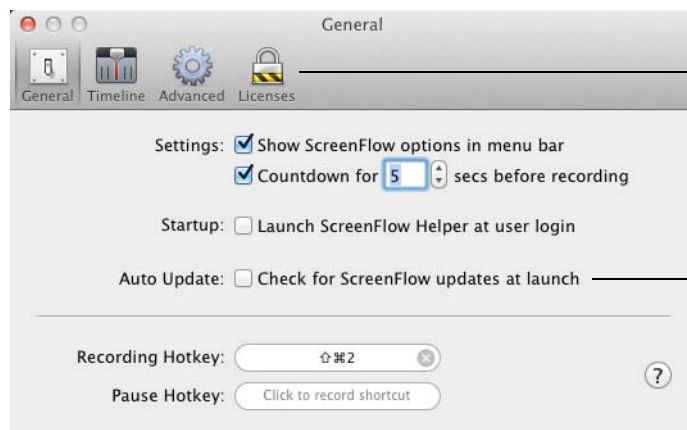 General
General Timeline Advanced Licenses
Settings: Show ScreenFlow options in menu bar
Countdown for 5 secs before recording
Startup: Launch ScreenFlow Helper at user login
Auto Update: Check for ScreenFlow updates at launch
Recording Hotkey: ⇧⌘2
?
Pause Hotkey: Click to record shortcut